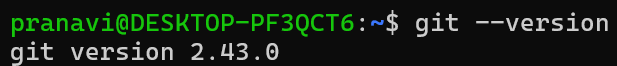 pranavi@DESKTOP-PF3QCT6:~$ git --version
git version 2.43.0